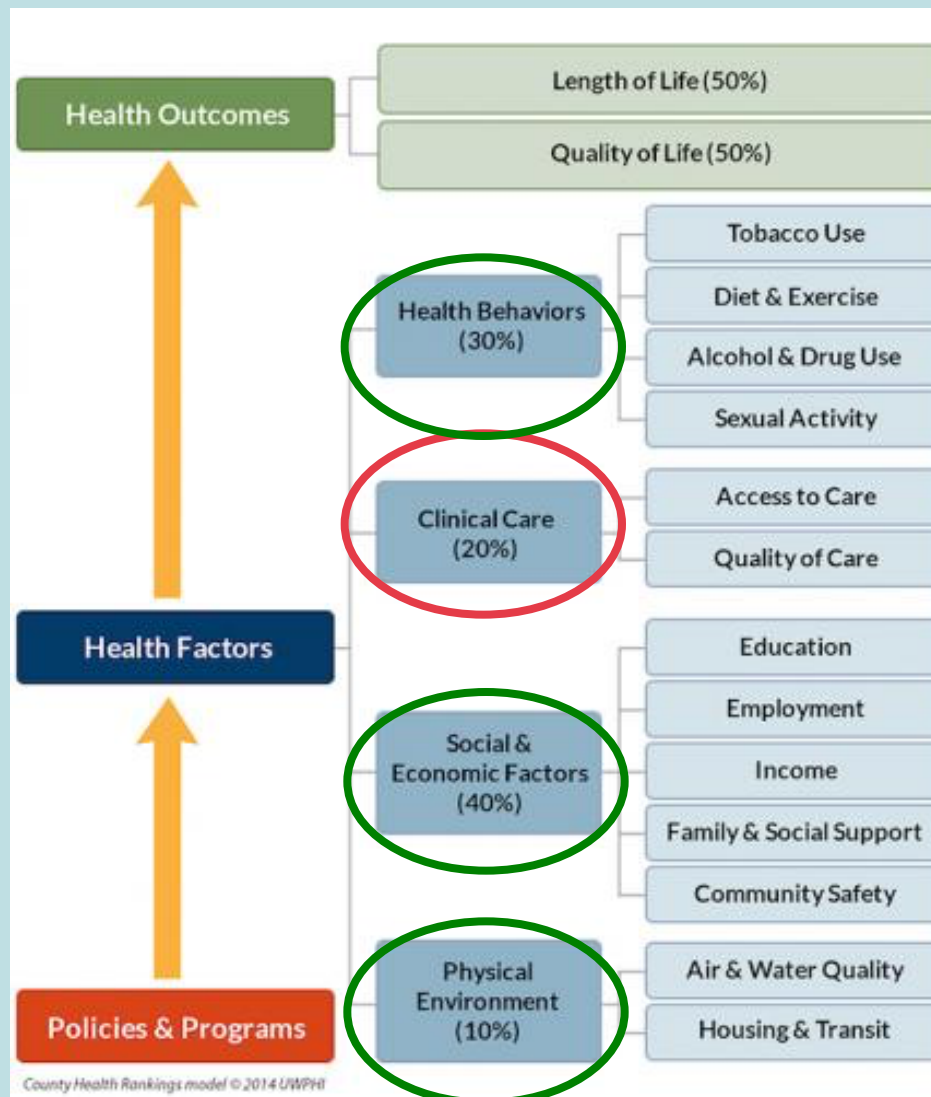 Health Outcomes
Length of Life (50%)
Quality of Life (50%)
Health Behaviors
(30%)
Tobacco Use
Diet & Exercise
Alcohol & Drug Use
Sexual Activity
Clinical Care
(20%)
Access to Care
Quality of Care
Health Factors
Social &
Economic Factors
(40%)
Education
Employment
Income
Family & Social Support
Community Safety
Physical
Environment
(10%)
Air & Water Quality
Housing & Transit
Policies & Programs
County Health Rankings model © 2014 UWPHI